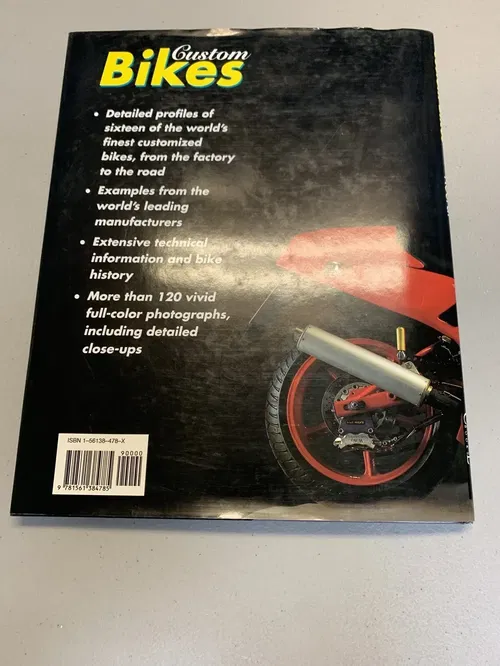 Custom
Bikes
• Detailed profiles of
sixteen of the world's
finest customized
bikes, from the factory
to the road
• Examples from the
world's leading
manufacturers
• Extensive technical
information and bike
history
• More than 120 vivid
full-color photographs,
including detailed
close-ups
ISBN 1-56138-478-X
90000
9 781561 384785